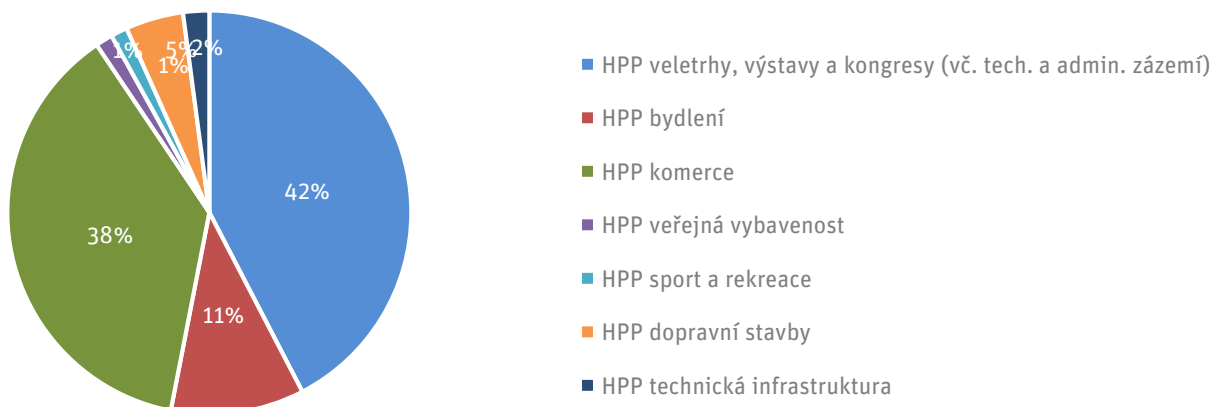 1%
5%
2%
1%
42%
38%
11%
HPP veletrhy, výstavy a kongresy (vč. tech. a admin. zázemí)
HPP bydlení
HPP komerce
HPP veřejná vybavenost
HPP sport a rekreace
HPP dopravní stavby
HPP technická infrastruktura